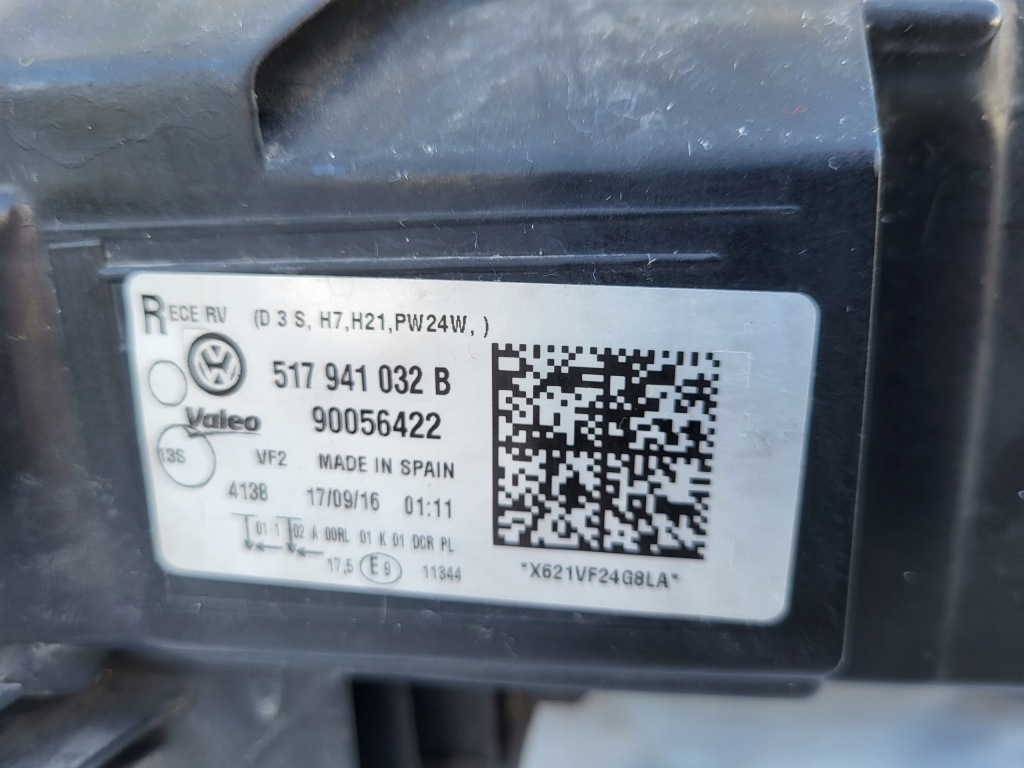 R ECE RV (D 3 S, H7,H21,PW24W, )
517 941 032 B
Valeo 90056422
13S VF2 MADE IN SPAIN
4138 17/09/16 01:11
01 1 02 A 00RL 01 K 01 DCR PL
17,5 E9 11344
*X621VF24G8LA*